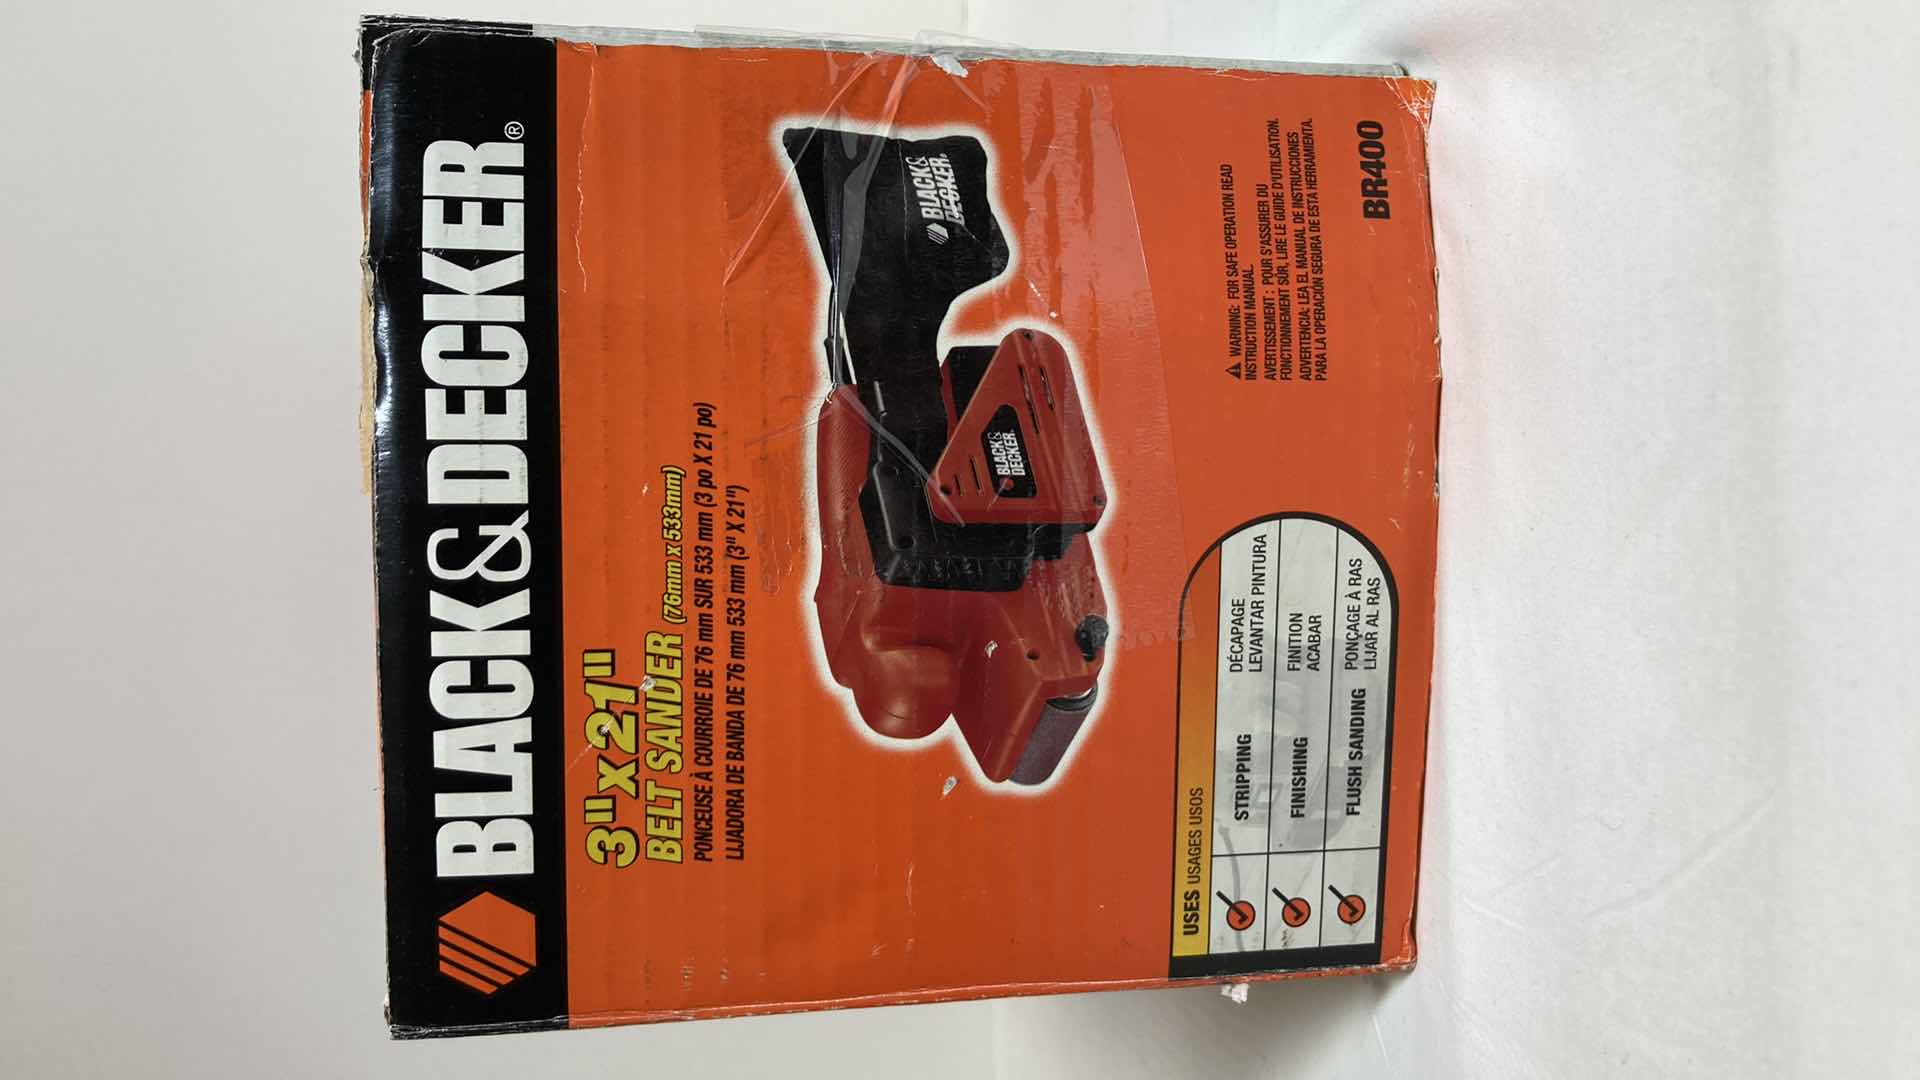 BLACK&DECKER®
3"x21"
BELT SANDER (76mm x 533mm)
PONCEUSE À COURROIE DE 76 mm SUR 533 mm (3 po X 21 po)
LIJADORA DE BANDA DE 76 mm 533 mm (3" X 21")
BLACK&
DECKER.
BLACK&
DECKER.
WARNING: FOR SAFE OPERATION READ
INSTRUCTION MANUAL.
AVERTISSEMENT : POUR S'ASSURER DU
FONCTIONNEMENT SÛR, LIRE LE GUIDE D'UTILISATION.
ADVERTENCIA: LEA EL MANUAL DE INSTRUCCIONES
PARA LA OPERACIÓN SEGURA DE ESTA HERRAMIENTA.
BR400
USES USAGES USOS
STRIPPING DÉCAPAGE
LEVANTAR PINTURA
FINISHING FINITION
ACABAR
FLUSH SANDING PONÇAGE À RAS
LIJAR AL RAS